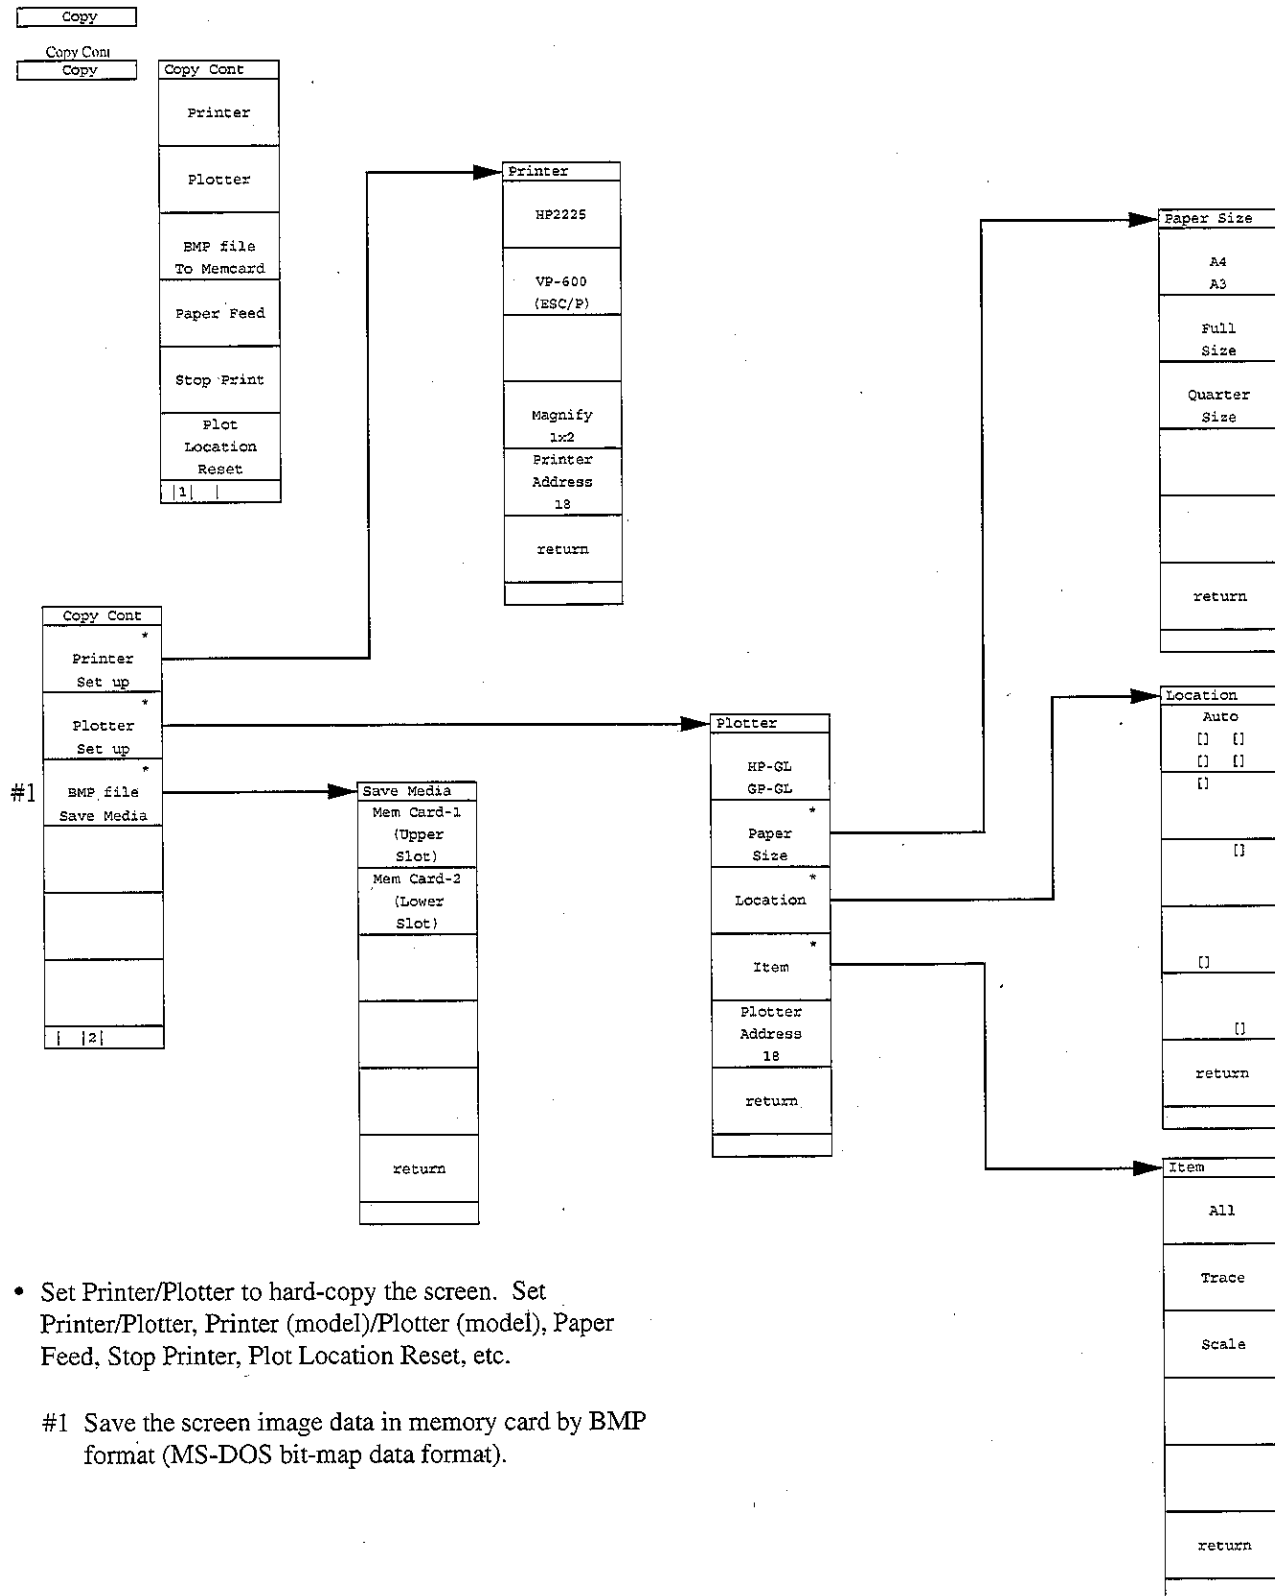 Copy
Copy Cont
Copy
Copy Cont
Printer
Plotter
BMP file
To Memcard
Paper Feed
Stop Print
Plot
Location
Reset
|1| |
Printer
HP2225
VP-600
(ESC/P)
Magnify
1x2
Printer
Address
18
return
Paper Size
A4
A3
Full
Size
Quarter
Size
return
Copy Cont
*
Printer
Set up
*
Plotter
Set up
*
#1 BMP file
Save Media
| |2|
Save Media
Mem Card-1
(Upper
Slot)
Mem Card-2
(Lower
Slot)
return
Plotter
HP-GL
GP-GL
*
Paper
Size
*
Location
*
Item
Plotter
Address
18
return
Location
Auto
[] []
[] []
[]
[]
[]
[]
return
Item
All
Trace
Scale
return
• Set Printer/Plotter to hard-copy the screen. Set
Printer/Plotter, Printer (model)/Plotter (model), Paper
Feed, Stop Printer, Plot Location Reset, etc.
#1 Save the screen image data in memory card by BMP
format (MS-DOS bit-map data format).